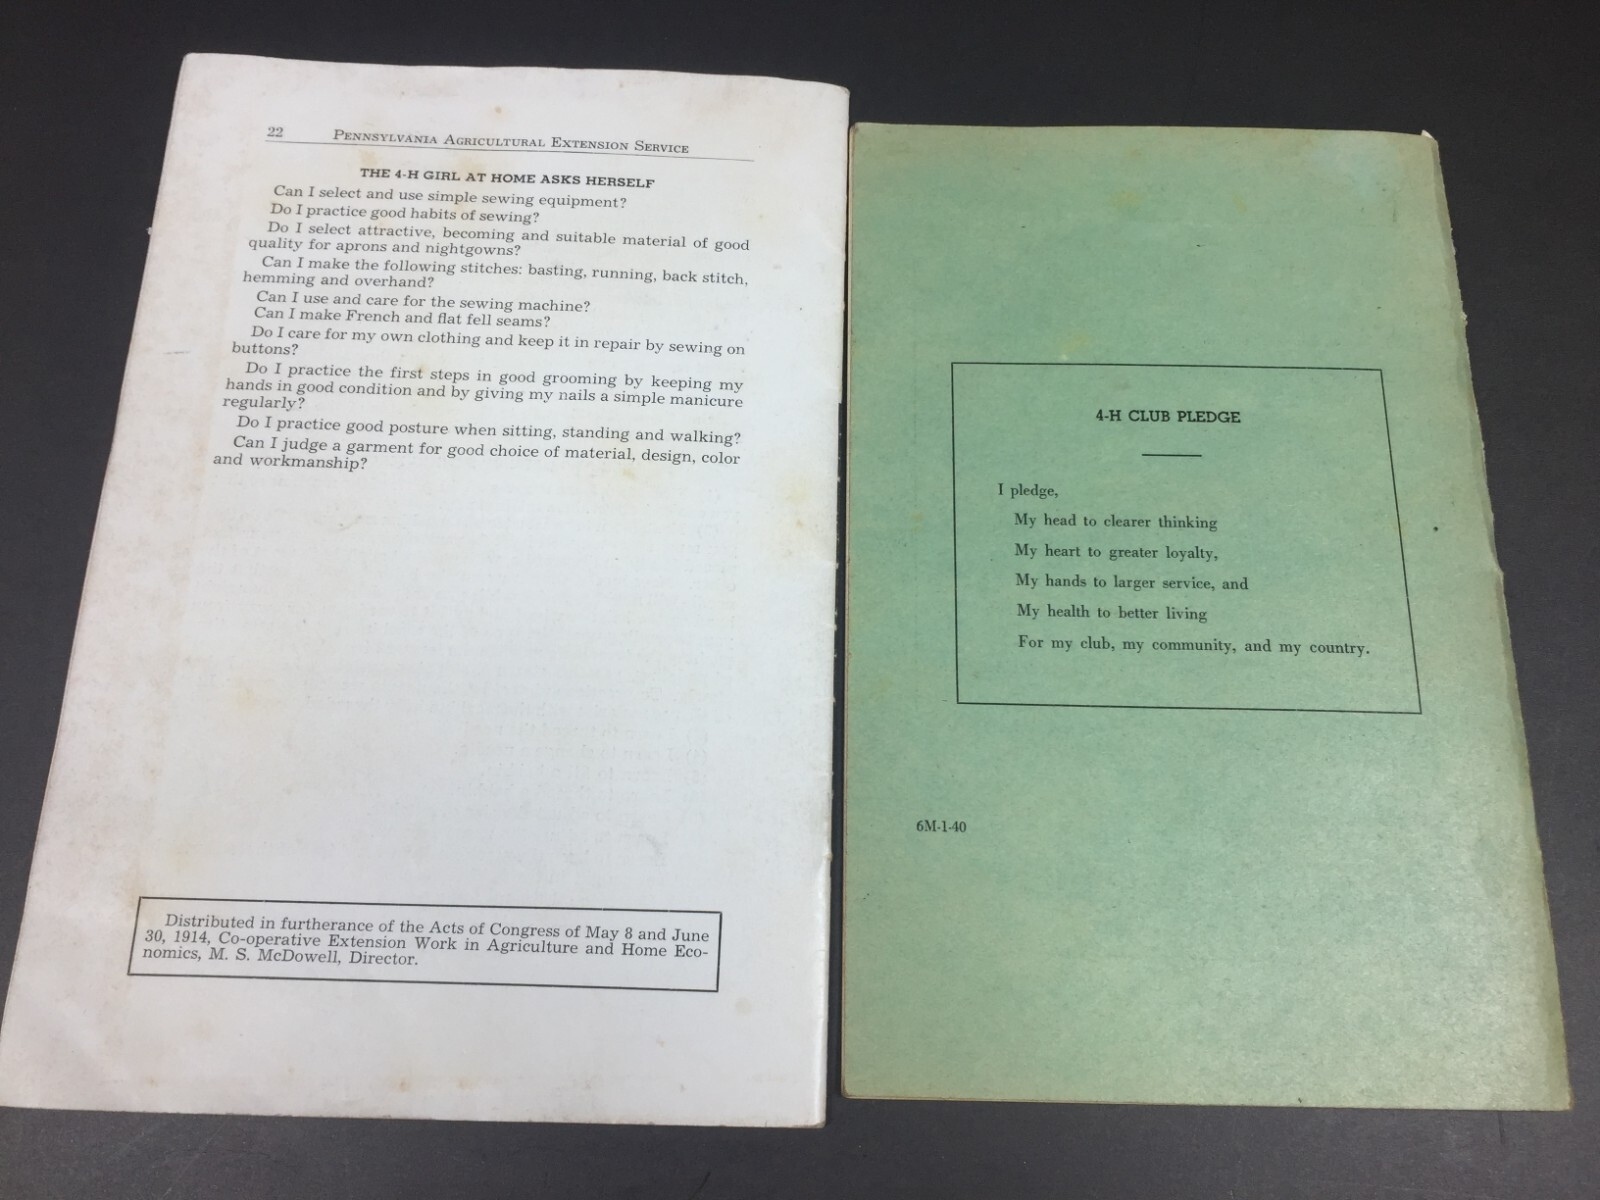 22 PENNSYLVANIA AGRICULTURAL EXTENSION SERVICE
THE 4-H GIRL AT HOME ASKS HERSELF
Can I select and use simple sewing equipment?
Do I practice good habits of sewing?
Do I select attractive, becoming and suitable material of good
quality for aprons and nightgowns?
Can I make the following stitches: basting, running, back stitch,
hemming and overhand?
Can I use and care for the sewing machine?
Can I make French and flat fell seams?
Do I care for my own clothing and keep it in repair by sewing on
buttons?
Do I practice the first steps in good grooming by keeping my
hands in good condition and by giving my nails a simple manicure
regularly?
Do I practice good posture when sitting, standing and walking?
Can I judge a garment for good choice of material, design, color
and workmanship?
Distributed in furtherance of the Acts of Congress of May 8 and June
30, 1914, Co-operative Extension Work in Agriculture and Home Eco-
nomics, M. S. McDowell, Director.
4-H CLUB PLEDGE
I pledge,
My head to clearer thinking
My heart to greater loyalty,
My hands to larger service, and
My health to better living
For my club, my community, and my country.
6M-1-40